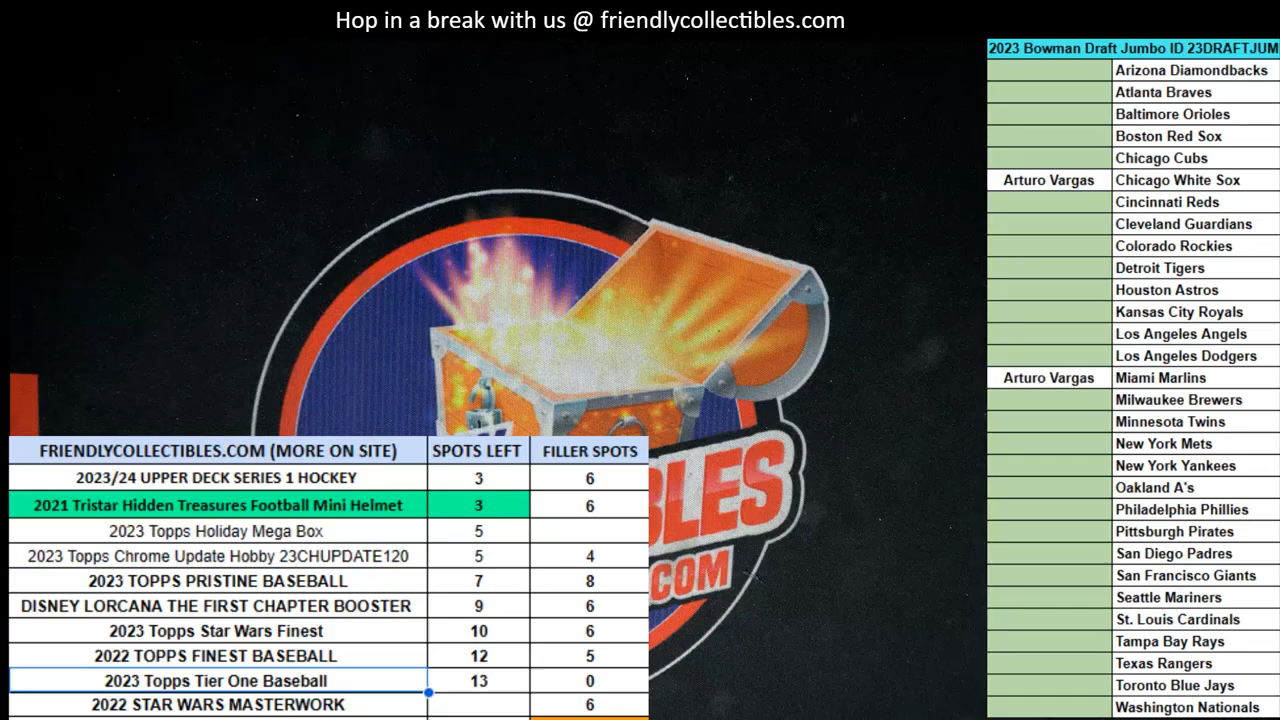 Hop in a break with us @ friendlycollectibles.com
2023 Bowman Draft Jumbo ID 23DRAFTJUM
Arizona Diamondbacks
Atlanta Braves
Baltimore Orioles
Boston Red Sox
Chicago Cubs
Arturo Vargas Chicago White Sox
Cincinnati Reds
Cleveland Guardians
Colorado Rockies
Detroit Tigers
Houston Astros
Kansas City Royals
Los Angeles Angels
Los Angeles Dodgers
Arturo Vargas Miami Marlins
Milwaukee Brewers
Minnesota Twins
New York Mets
New York Yankees
Oakland A's
Philadelphia Phillies
Pittsburgh Pirates
San Diego Padres
San Francisco Giants
Seattle Mariners
St. Louis Cardinals
Tampa Bay Rays
Texas Rangers
Toronto Blue Jays
Washington Nationals
FRIENDLYCOLLECTIBLES.COM (MORE ON SITE) SPOTS LEFT FILLER SPOTS
2023/24 UPPER DECK SERIES 1 HOCKEY 3 6
2021 Tristar Hidden Treasures Football Mini Helmet 3 6
2023 Topps Holiday Mega Box 5
2023 Topps Chrome Update Hobby 23CHUPDATE120 5 4
2023 TOPPS PRISTINE BASEBALL 7 8
DISNEY LORCANA THE FIRST CHAPTER BOOSTER 9 6
2023 Topps Star Wars Finest 10 6
2022 TOPPS FINEST BASEBALL 12 5
2023 Topps Tier One Baseball 13 0
2022 STAR WARS MASTERWORK 6
BLES
.COM